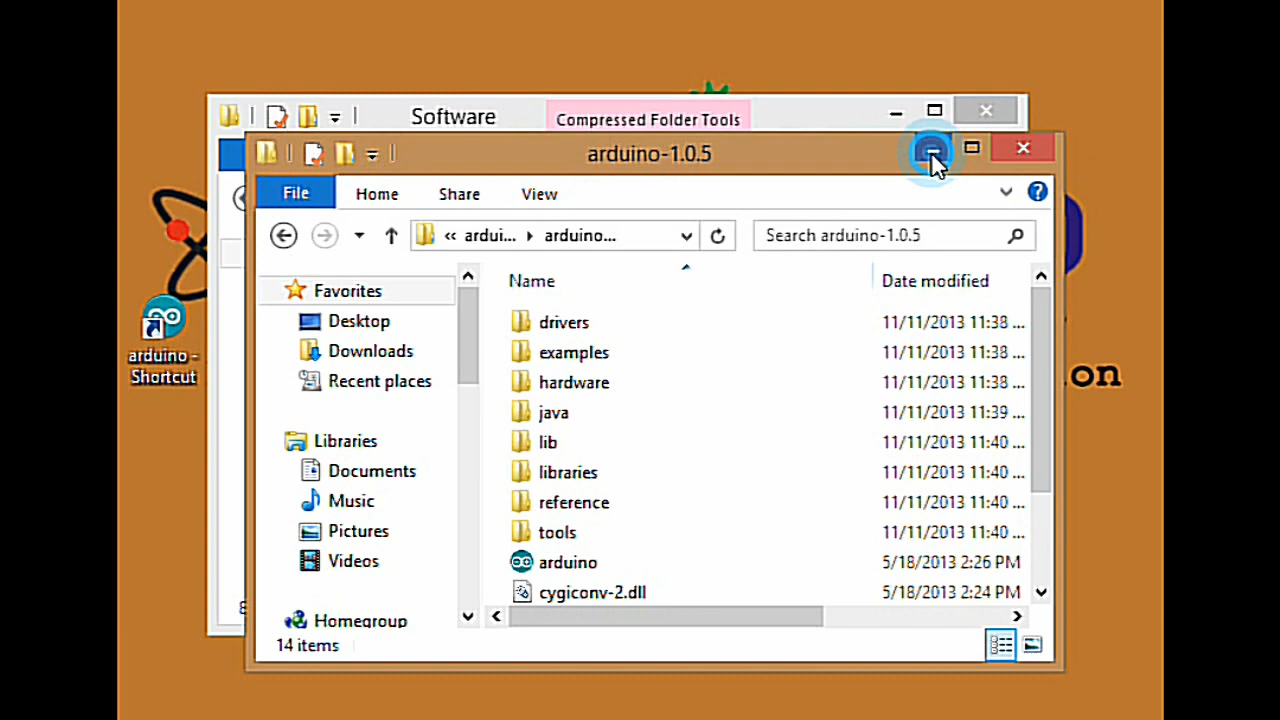 Software
Compressed Folder Tools
arduino-1.0.5
File
Home
Share
View
« ardui...
arduino...
Search arduino-1.0.5
Favorites
Desktop
Downloads
Recent places
Libraries
Documents
Music
Pictures
Videos
Homegroup
Name
Date modified
drivers 11/11/2013 11:38 ...
examples 11/11/2013 11:38 ...
hardware 11/11/2013 11:38 ...
java 11/11/2013 11:39 ...
lib 11/11/2013 11:40 ...
libraries 11/11/2013 11:40 ...
reference 11/11/2013 11:40 ...
tools 11/11/2013 11:40 ...
arduino 5/18/2013 2:26 PM
cygiconv-2.dll 5/18/2013 2:24 PM
14 items
arduino -
Shortcut
on